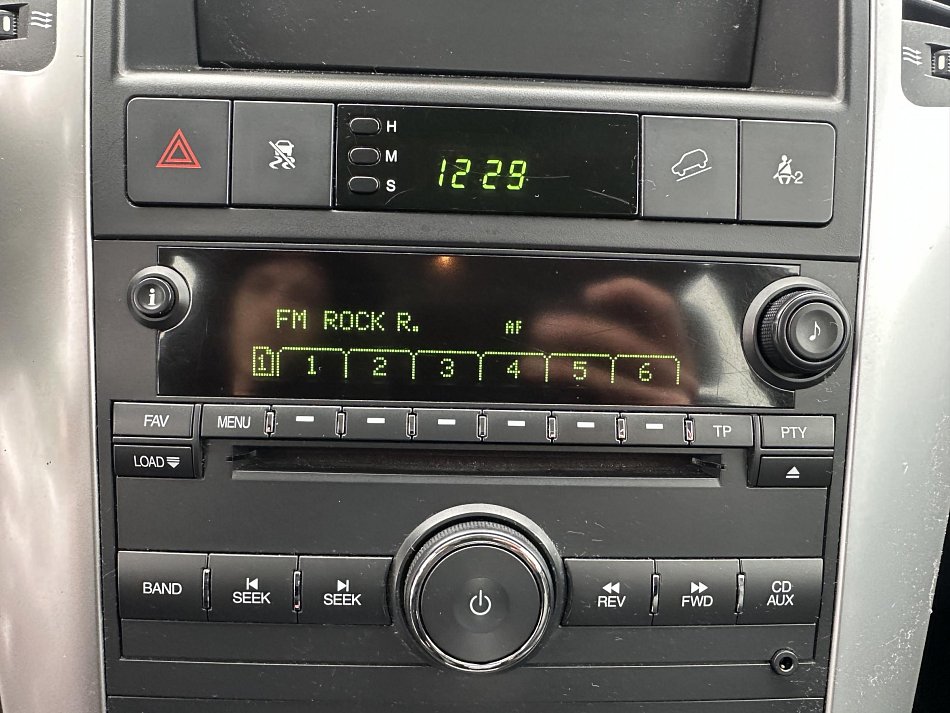 H
M
S
12 29
2
i
FM ROCK R. AF
1 1 2 3 4 5 6
FAV MENU TP PTY
LOAD
BAND SEEK SEEK REV FWD CD AUX